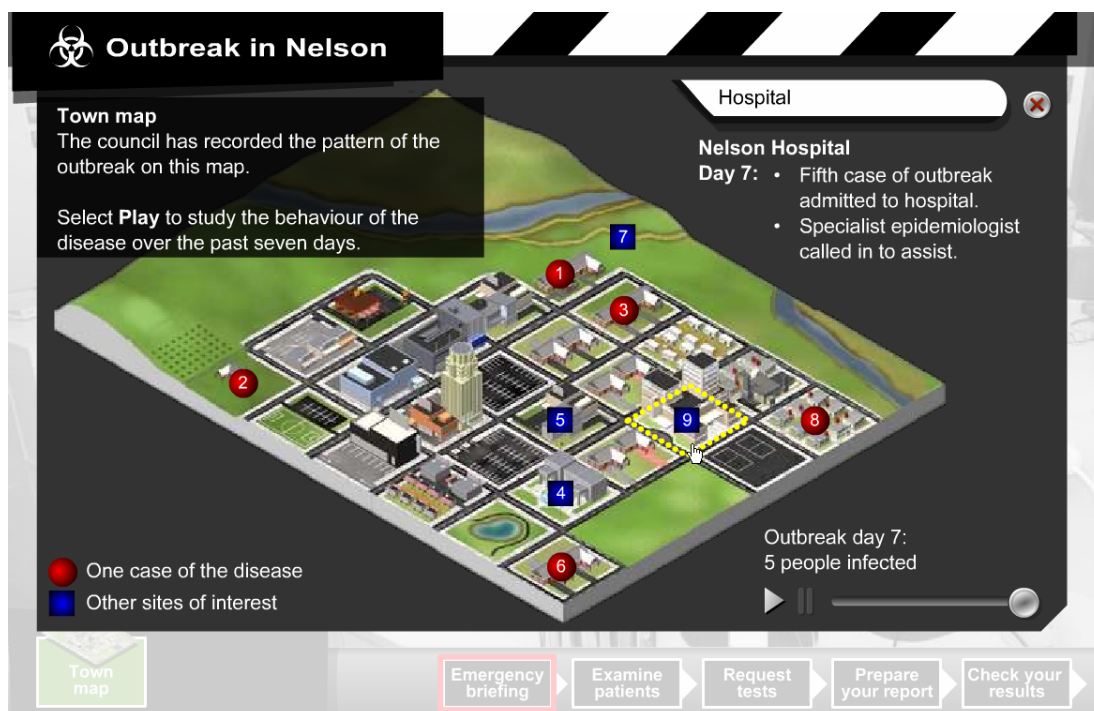 Outbreak in Nelson
Town map
The council has recorded the pattern of the
outbreak on this map.
Select Play to study the behaviour of the
disease over the past seven days.
Hospital
Nelson Hospital
Day 7: • Fifth case of outbreak
admitted to hospital.
• Specialist epidemiologist
called in to assist.
7
1
3
2
5
9
8
4
6
Outbreak day 7:
5 people infected
One case of the disease
Other sites of interest
Town
map
Emergency
briefing
Examine
patients
Request
tests
Prepare
your report
Check your
results